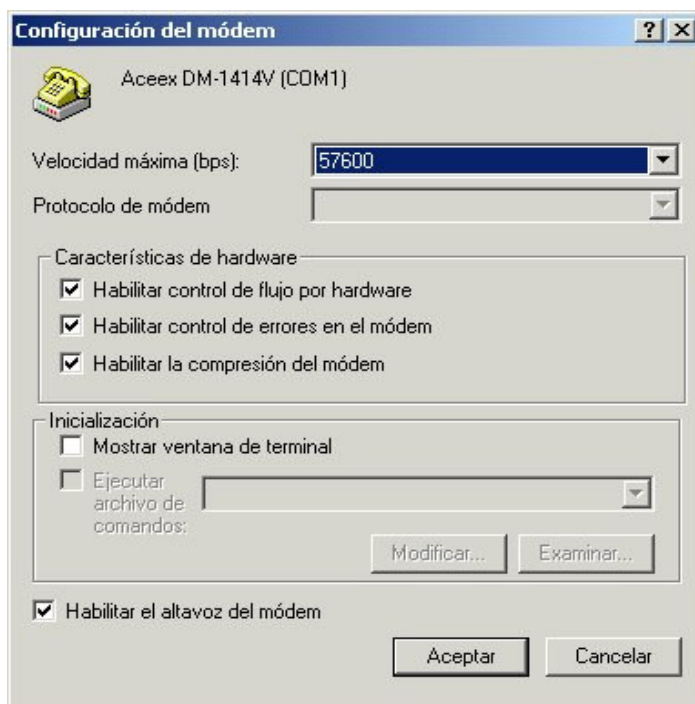 Configuración del módem
Aceex DM-1414V (COM1)
Velocidad máxima (bps): 57600
Protocolo de módem
Características de hardware
Habilitar control de flujo por hardware
Habilitar control de errores en el módem
Habilitar la compresión del módem
Inicialización
Mostrar ventana de terminal
Ejecutar
archivo de
comandos:
Modificar... Examinar...
Habilitar el altavoz del módem
Aceptar Cancelar